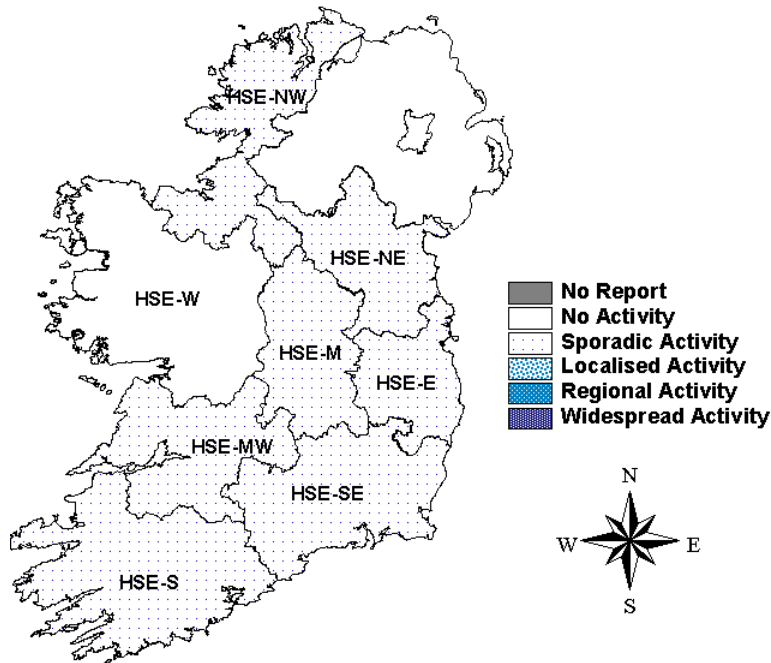 HSE-NW
HSE-NE
HSE-W
HSE-M
HSE-E
HSE-MW
HSE-SE
HSE-S
No Report
No Activity
Sporadic Activity
Localised Activity
Regional Activity
Widespread Activity
N
W E
S